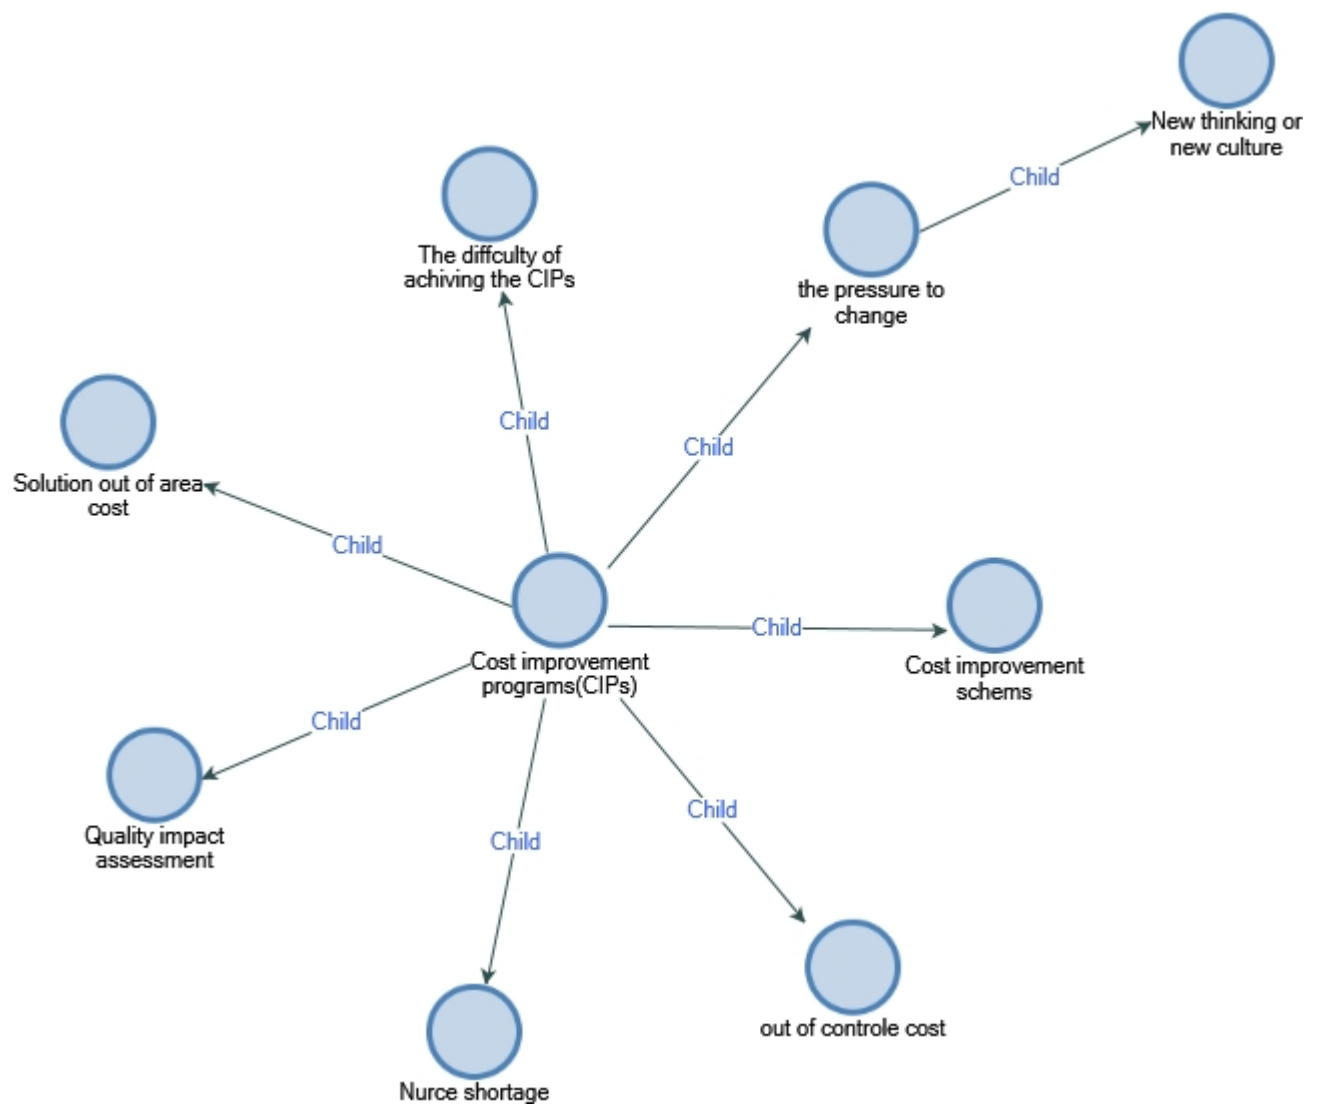 New thinking or
new culture
Child
The diffculty of
achiving the CIPs
the pressure to
change
Child
Child
Solution out of area
cost
Child
Child
Cost improvement
programs(CIPs)
Cost improvement
schems
Child
Quality impact
assessment
Child
Child
out of controle cost
Nurce shortage